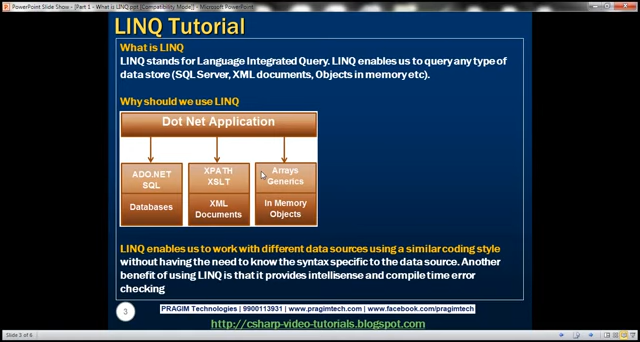 PowerPoint Slide Show - [Part 1 - What is LINQ.ppt [Compatibility Mode]] - Microsoft PowerPoint
LINQ Tutorial
What is LINQ
LINQ stands for Language Integrated Query. LINQ enables us to query any type of
data store (SQL Server, XML documents, Objects in memory etc).
Why should we use LINQ
Dot Net Application
ADO.NET
SQL
Databases
XPATH
XSLT
XML
Documents
Arrays
Generics
In Memory
Objects
LINQ enables us to work with different data sources using a similar coding style
without having the need to know the syntax specific to the data source. Another
benefit of using LINQ is that it provides intellisense and compile time error
checking
3
PRAGIM Technologies | 9900113931 | www.pragimtech.com | www.facebook.com/pragimtech
http://csharp-video-tutorials.blogspot.com
Slide 3 of 6